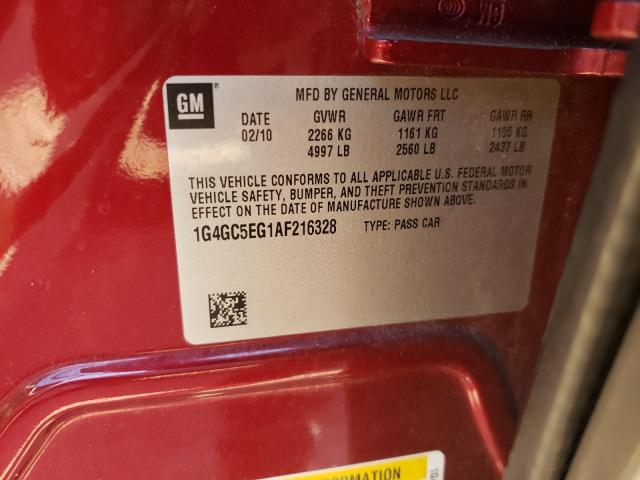 GM
MFD BY GENERAL MOTORS LLC
DATE GVWR GAWR FRT GAWR RR
02/10 2266 KG 1161 KG 1105 KG
4997 LB 2560 LB 2437 LB
THIS VEHICLE CONFORMS TO ALL APPLICABLE U.S. FEDERAL MOTOR
VEHICLE SAFETY, BUMPER, AND THEFT PREVENTION STANDARDS IN
EFFECT ON THE DATE OF MANUFACTURE SHOWN ABOVE.
1G4GC5EG1AF216328 TYPE: PASS CAR